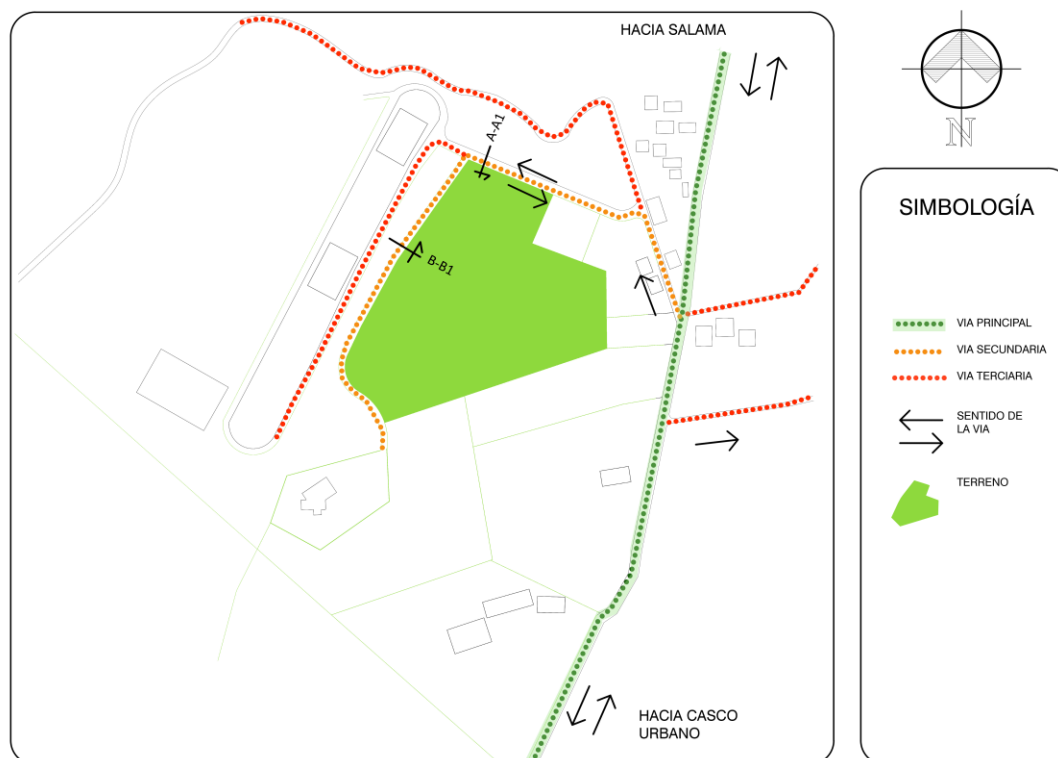 HACIA SALAMA
N
A-A1
SIMBOLOGÍA
B-B1
VIA PRINCIPAL
VIA SECUNDARIA
VIA TERCIARIA
SENTIDO DE
LA VIA
TERRENO
HACIA CASCO
URBANO